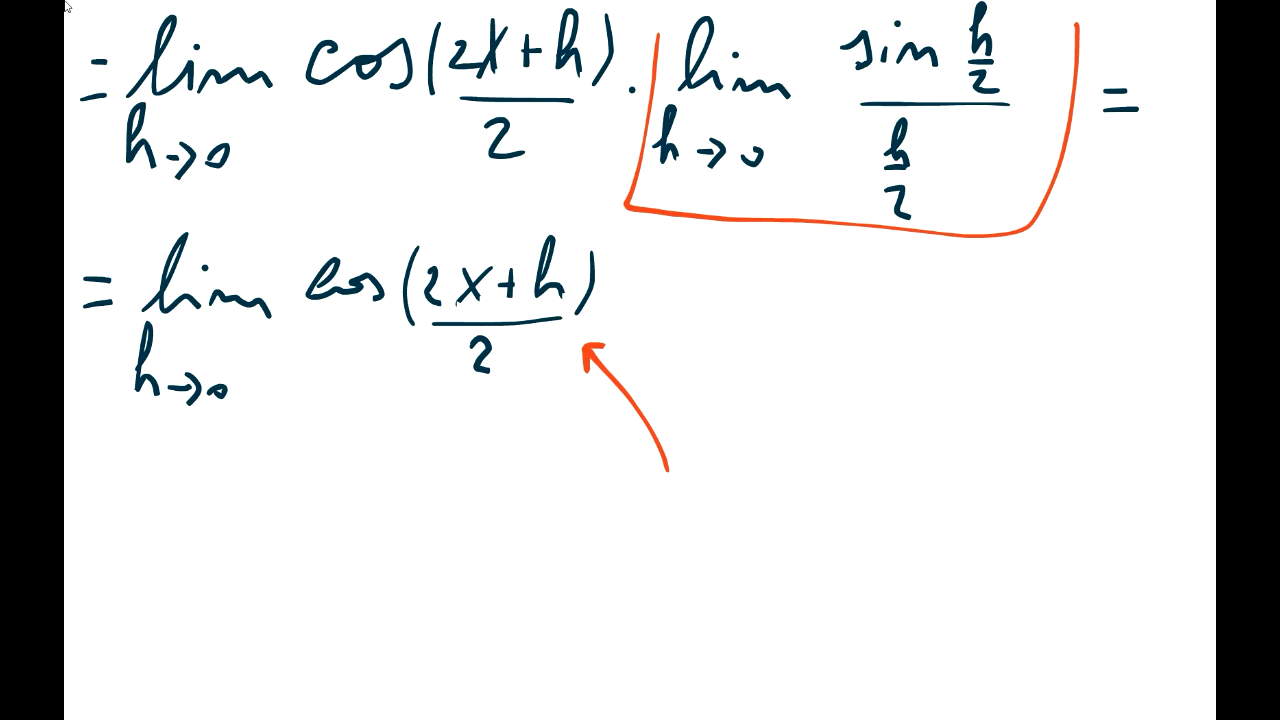 = lim h→0 cos(2x+h)/2 · lim h→0 sin h/2 / h/2 =
= lim h→0 cos(2x+h)/2